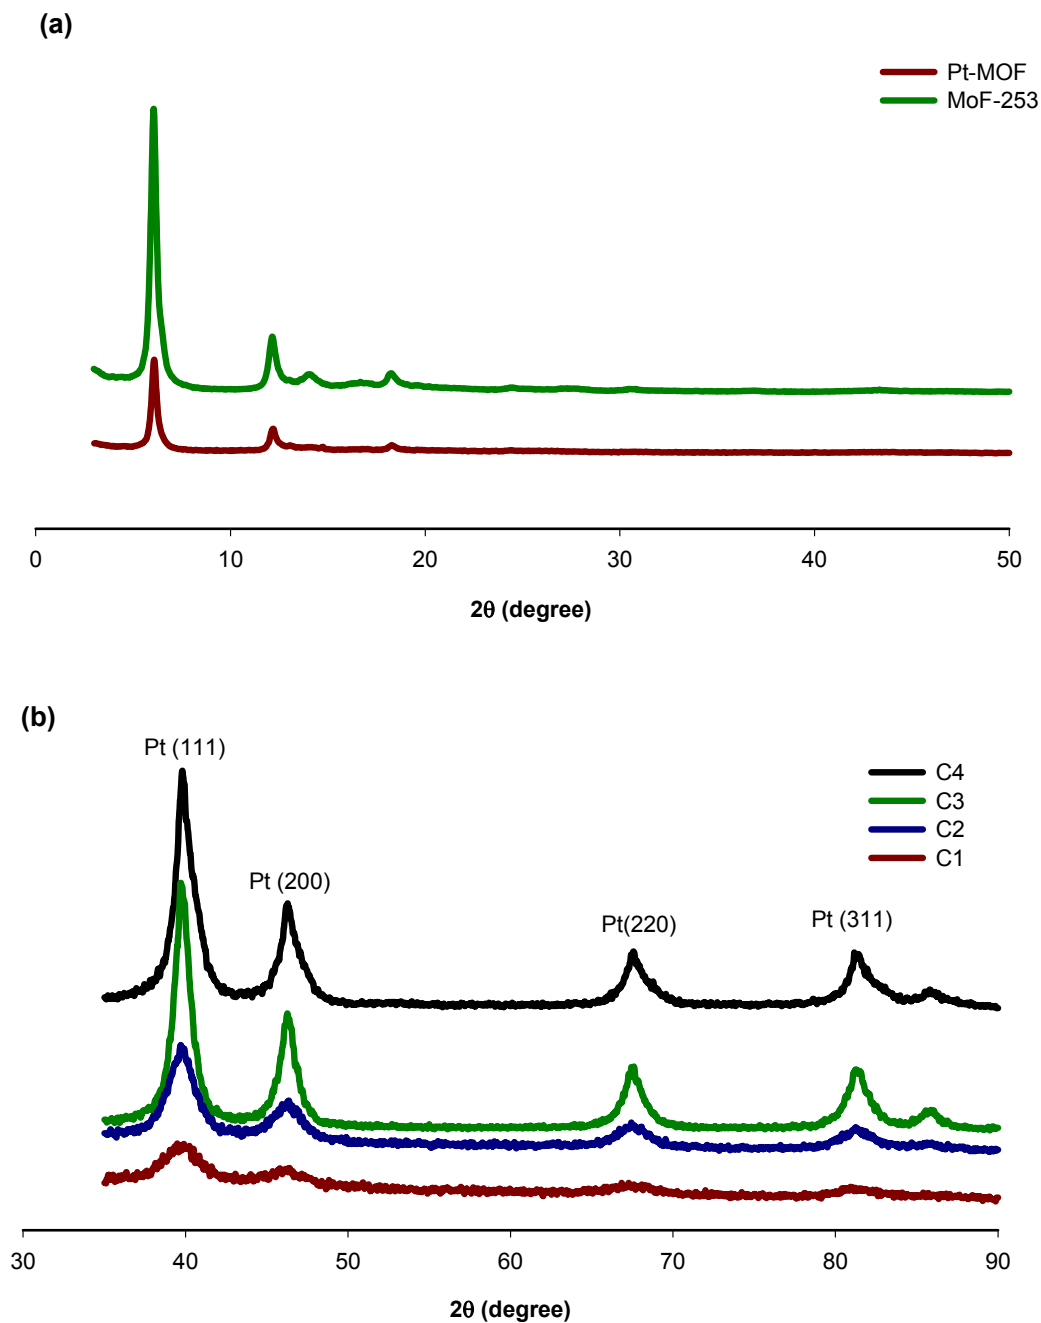 (a)
Pt-MOF
MoF-253
0 10 20 30 40 50
2θ (degree)
(b)
Pt (111)
C4
C3
C2
C1
Pt (200)
Pt(220)
Pt (311)
30 40 50 60 70 80 90
2θ (degree)